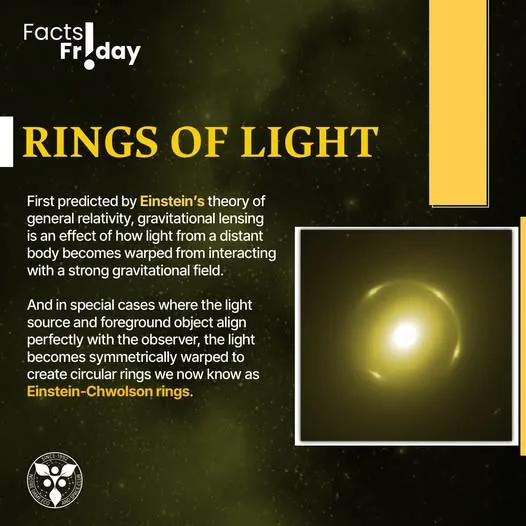 Facts
Fr!day
RINGS OF LIGHT
First predicted by Einstein's theory of
general relativity, gravitational lensing
is an effect of how light from a distant
body becomes warped from interacting
with a strong gravitational field.
And in special cases where the light
source and foreground object align
perfectly with the observer, the light
becomes symmetrically warped to
create circular rings we now know as
Einstein-Chwolson rings.